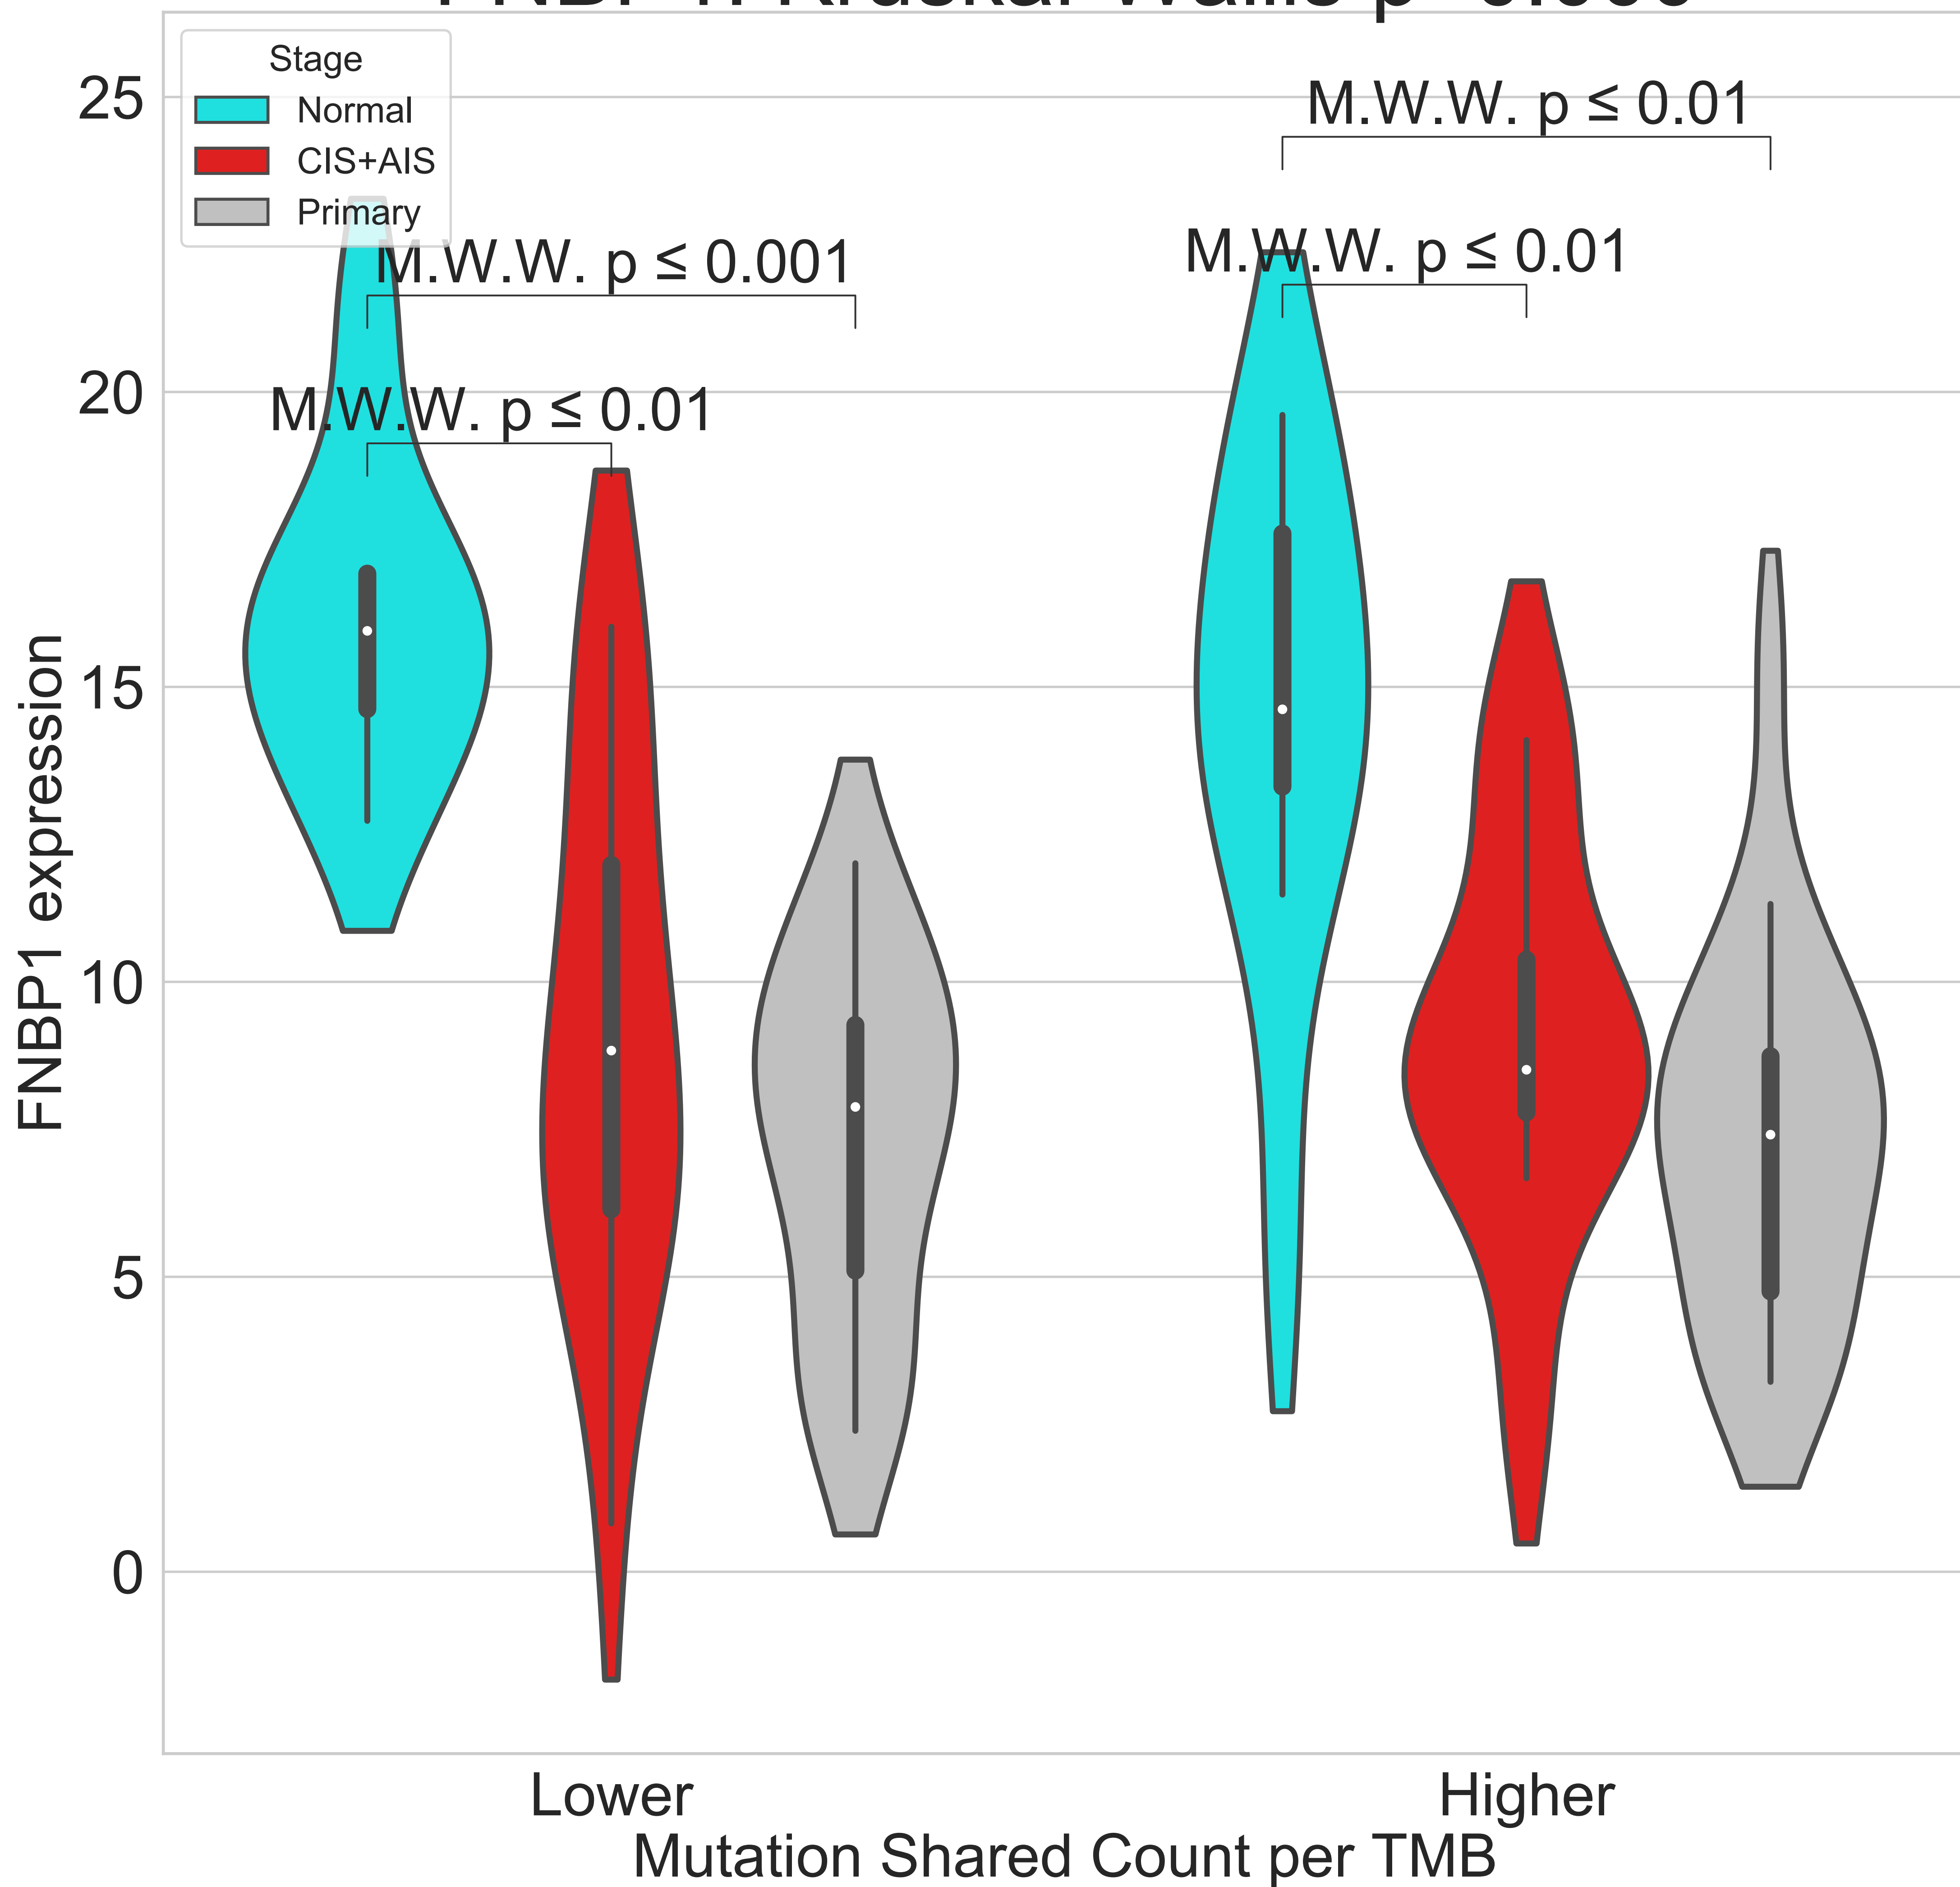 Stage
Normal
CIS+AIS
Primary
M.W.W. p ≤ 0.01
M.W.W. p ≤ 0.01
M.W.W. p ≤ 0.001
M.W.W. p ≤ 0.01
25
20
15
10
5
0
FNBP1 expression
Lower
Higher
Mutation Shared Count per TMB